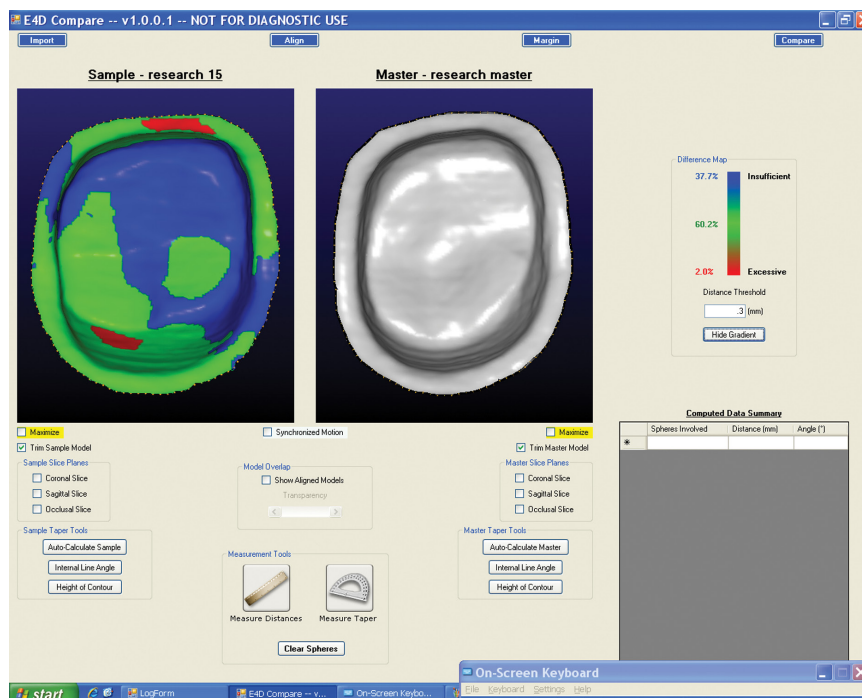 E4D Compare -- v1.0.0.1 -- NOT FOR DIAGNOSTIC USE
Import Align Margin Compare
Sample - research 15 Master - research master
Difference Map
37.7% Insufficient
60.2%
2.0% Excessive
Distance Threshold
.3 (mm)
Hide Gradient
Maximize Synchronized Motion Maximize
Trim Sample Model Trim Master Model
Sample Slice Planes
Coronal Slice
Sagittal Slice
Occlusal Slice
Model Overlap
Show Aligned Models
Transparency
Master Slice Planes
Coronal Slice
Sagittal Slice
Occlusal Slice
Sample Taper Tools
Auto-Calculate Sample
Internal Line Angle
Height of Contour
Measurement Tools
Measure Distances Measure Taper
Clear Spheres
Master Taper Tools
Auto-Calculate Master
Internal Line Angle
Height of Contour
Computed Data Summary
Spheres Involved Distance (mm) Angle (°)
On-Screen Keyboard
File Keyboard Settings Help
start LogForm E4D Compare -- v... On-Screen Keybo...